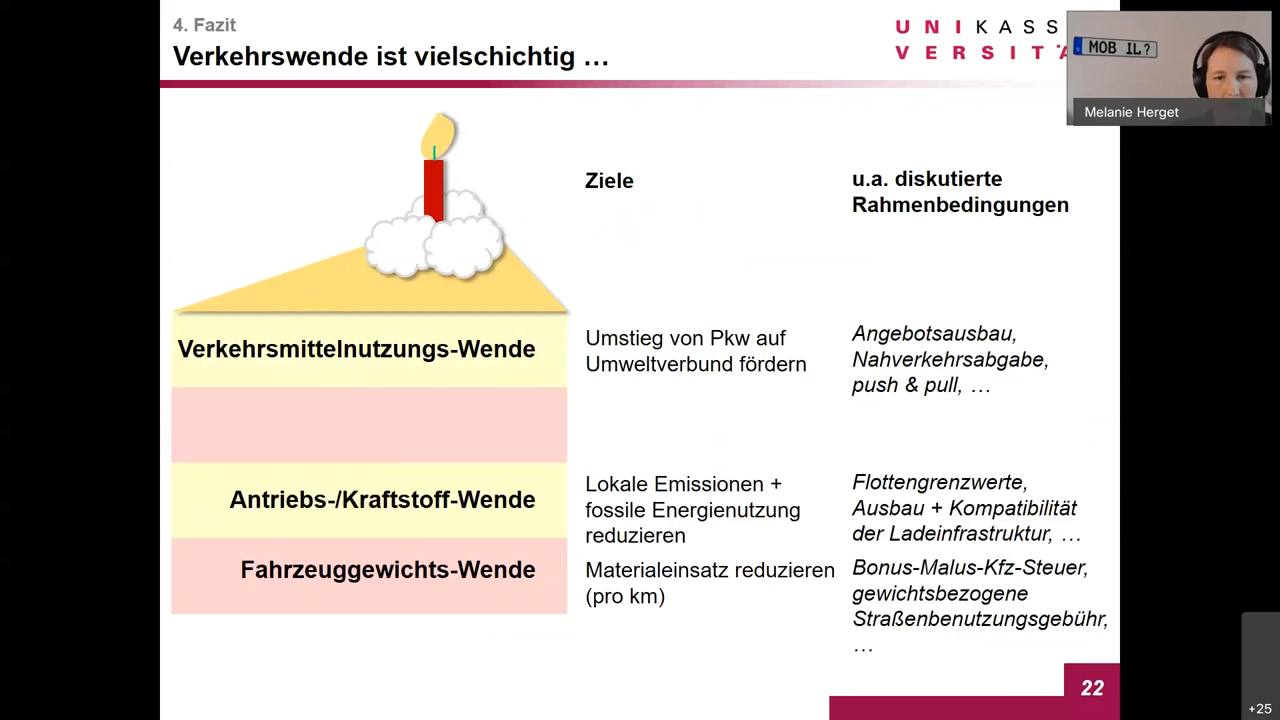 4. Fazit
Verkehrswende ist vielschichtig …
UNIKASS
VERSITÄ
MOB IL?
Melanie Herget
Ziele
u.a. diskutierte
Rahmenbedingungen
Verkehrsmittelnutzungs-Wende
Umstieg von Pkw auf
Umweltverbund fördern
Angebotsausbau,
Nahverkehrsabgabe,
push & pull, …
Antriebs-/Kraftstoff-Wende
Lokale Emissionen +
fossile Energienutzung
reduzieren
Flottengrenzwerte,
Ausbau + Kompatibilität
der Ladeinfrastruktur, …
Fahrzeuggewichts-Wende
Materialeinsatz reduzieren
(pro km)
Bonus-Malus-Kfz-Steuer,
gewichtsbezogene
Straßenbenutzungsgebühr,
…
22
+25